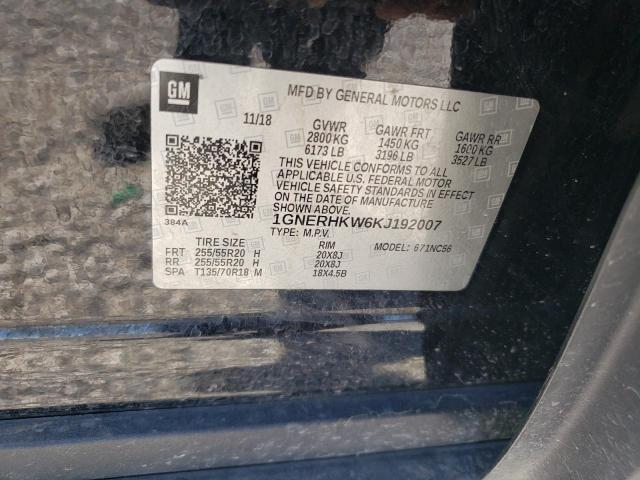 GM
MFD BY GENERAL MOTORS LLC
11/18 GVWR GAWR FRT GAWR RR
2800KG 1450 KG 1600 KG
6173 LB 3196 LB 3527 LB
THIS VEHICLE CONFORMS TO ALL
APPLICABLE U.S. FEDERAL MOTOR
VEHICLE SAFETY STANDARDS IN EFFECT
ON THE DATE OF MANUFACTURE
SHOWN ABOVE.
384A
1GNERHKW6KJ192007
TYPE: M.P.V. MODEL: 671NC56
TIRE SIZE RIM
FRT 255/55R20 H 20X8J
RR 255/55R20 H 20X8J
SPA T135/70R18 M 18X4.5B